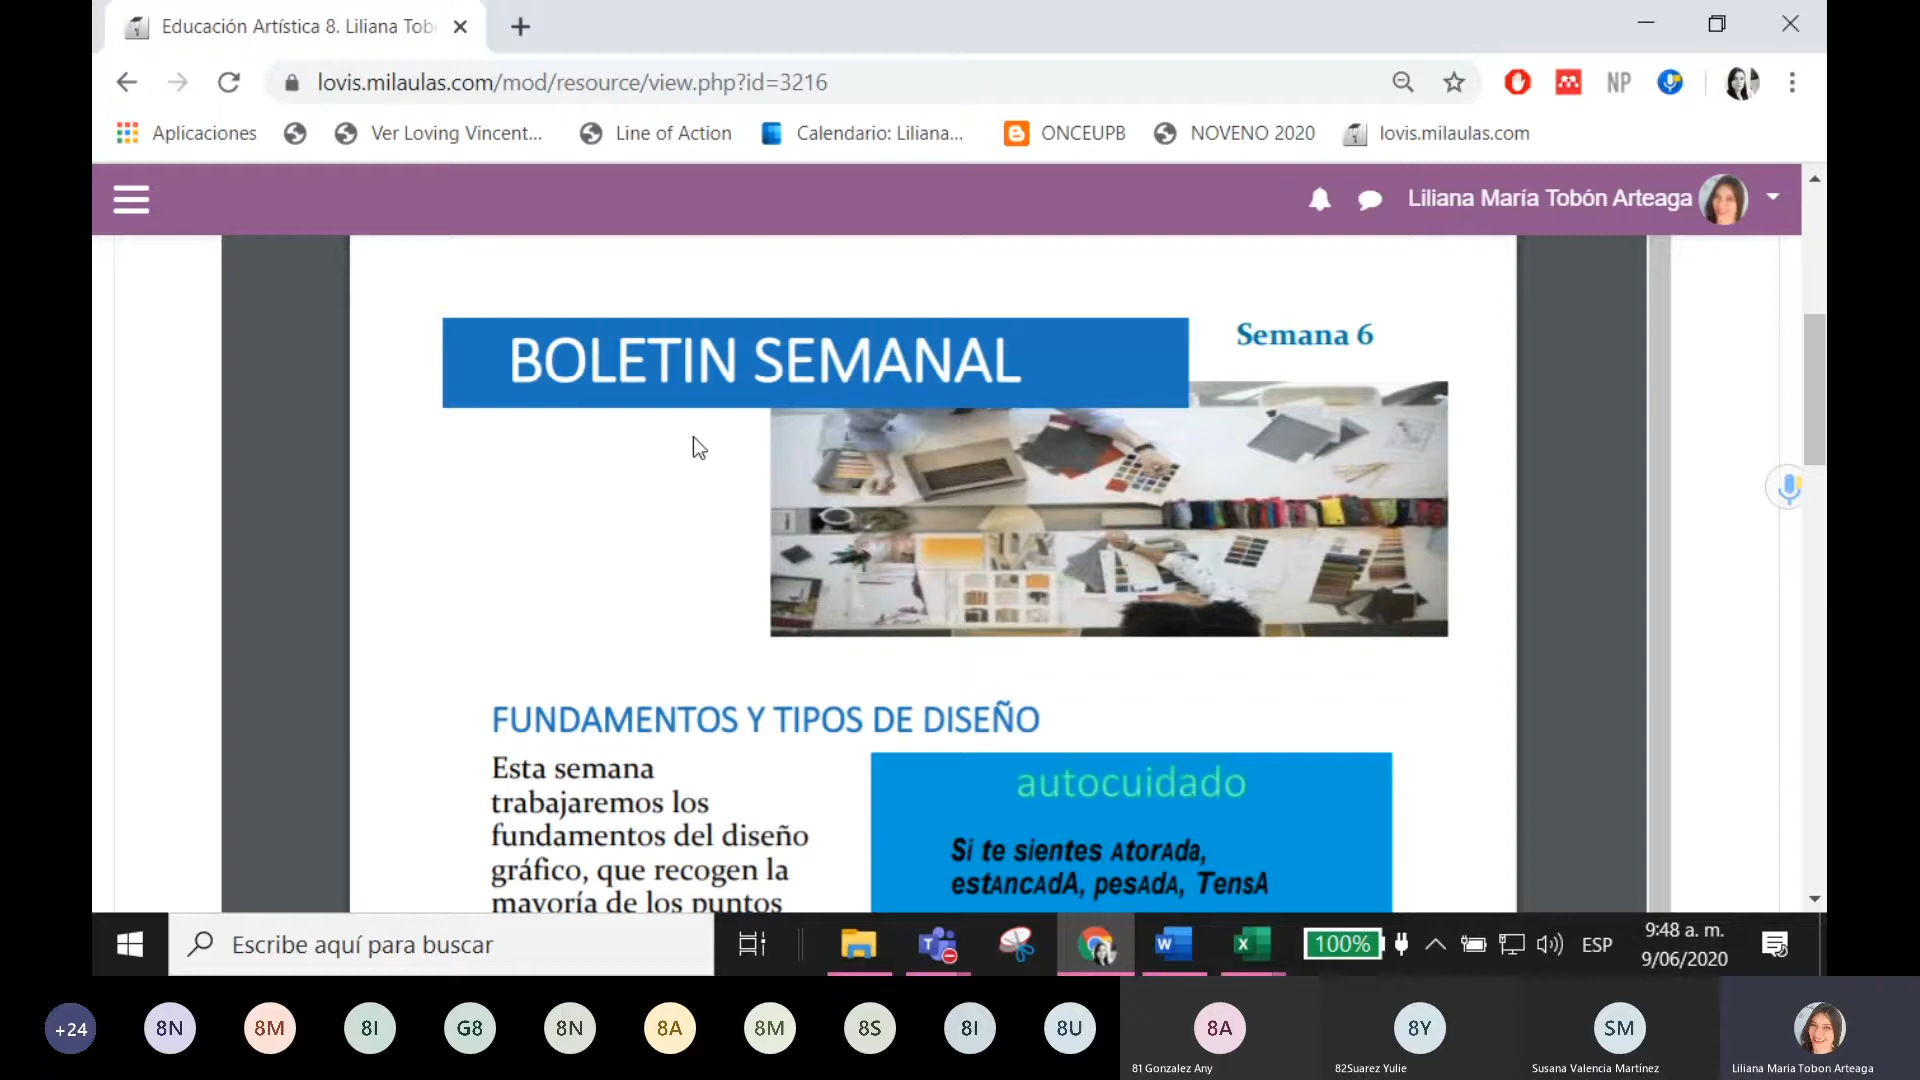 Educación Artística 8. Liliana Tob
lovis.milaulas.com/mod/resource/view.php?id=3216
NP
Aplicaciones
Ver Loving Vincent...
Line of Action
Calendario: Liliana...
ONCEUPB
NOVENO 2020
lovis.milaulas.com
Liliana María Tobón Arteaga
BOLETIN SEMANAL
Semana 6
FUNDAMENTOS Y TIPOS DE DISEÑO
Esta semana
trabajaremos los
fundamentos del diseño
gráfico, que recogen la
mayoría de los puntos
autocuidado
Si te sientes AtorAda,
estAncAdA, pesAdA, TensA
Escribe aquí para buscar
100%
ESP
9:48 a. m.
9/06/2020
+24
8N
8M
8I
G8
8N
8A
8M
8S
8I
8U
8A
81 Gonzalez Any
8Y
82Suarez Yulie
SM
Susana Valencia Martínez
Liliana Maria Tobon Arteaga